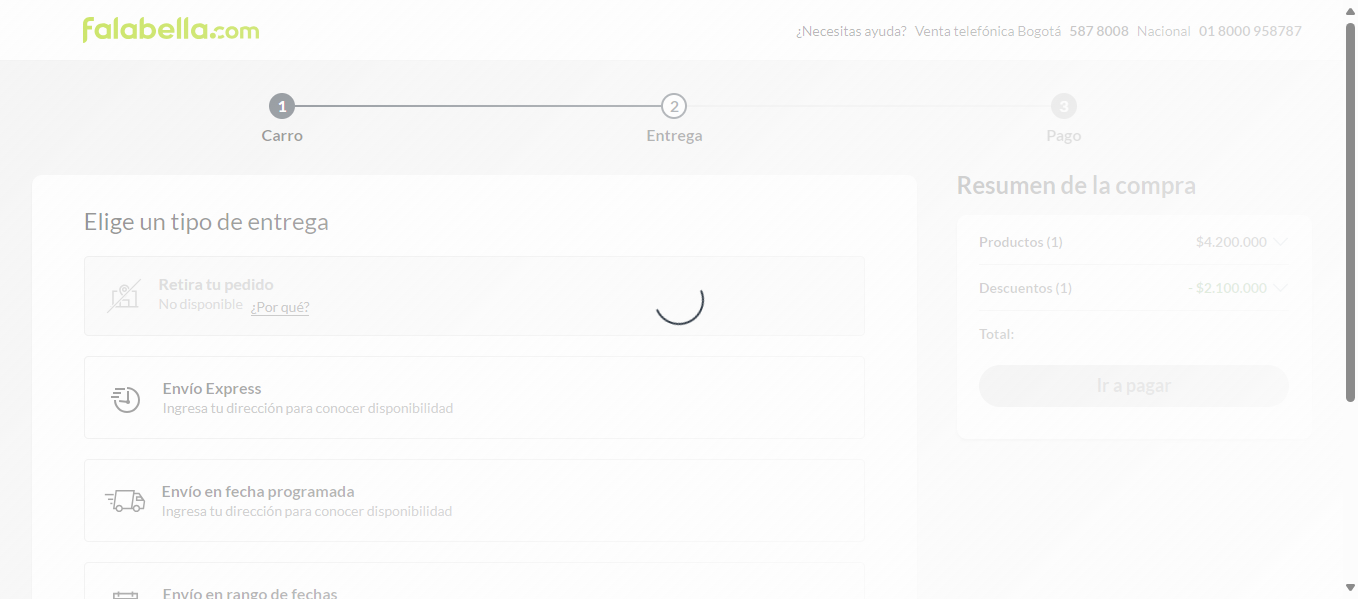 falabella.com
¿Necesitas ayuda? Venta telefónica Bogotá 587 8008 Nacional 01 8000 958787
1 2 3
Carro Entrega Pago
Elige un tipo de entrega
Retira tu pedido
No disponible ¿Por qué?
Envío Express
Ingresa tu dirección para conocer disponibilidad
Envío en fecha programada
Ingresa tu dirección para conocer disponibilidad
Envío en rango de fechas
Resumen de la compra
Productos (1) $4.200.000
Descuentos (1) - $2.100.000
Total:
Ir a pagar